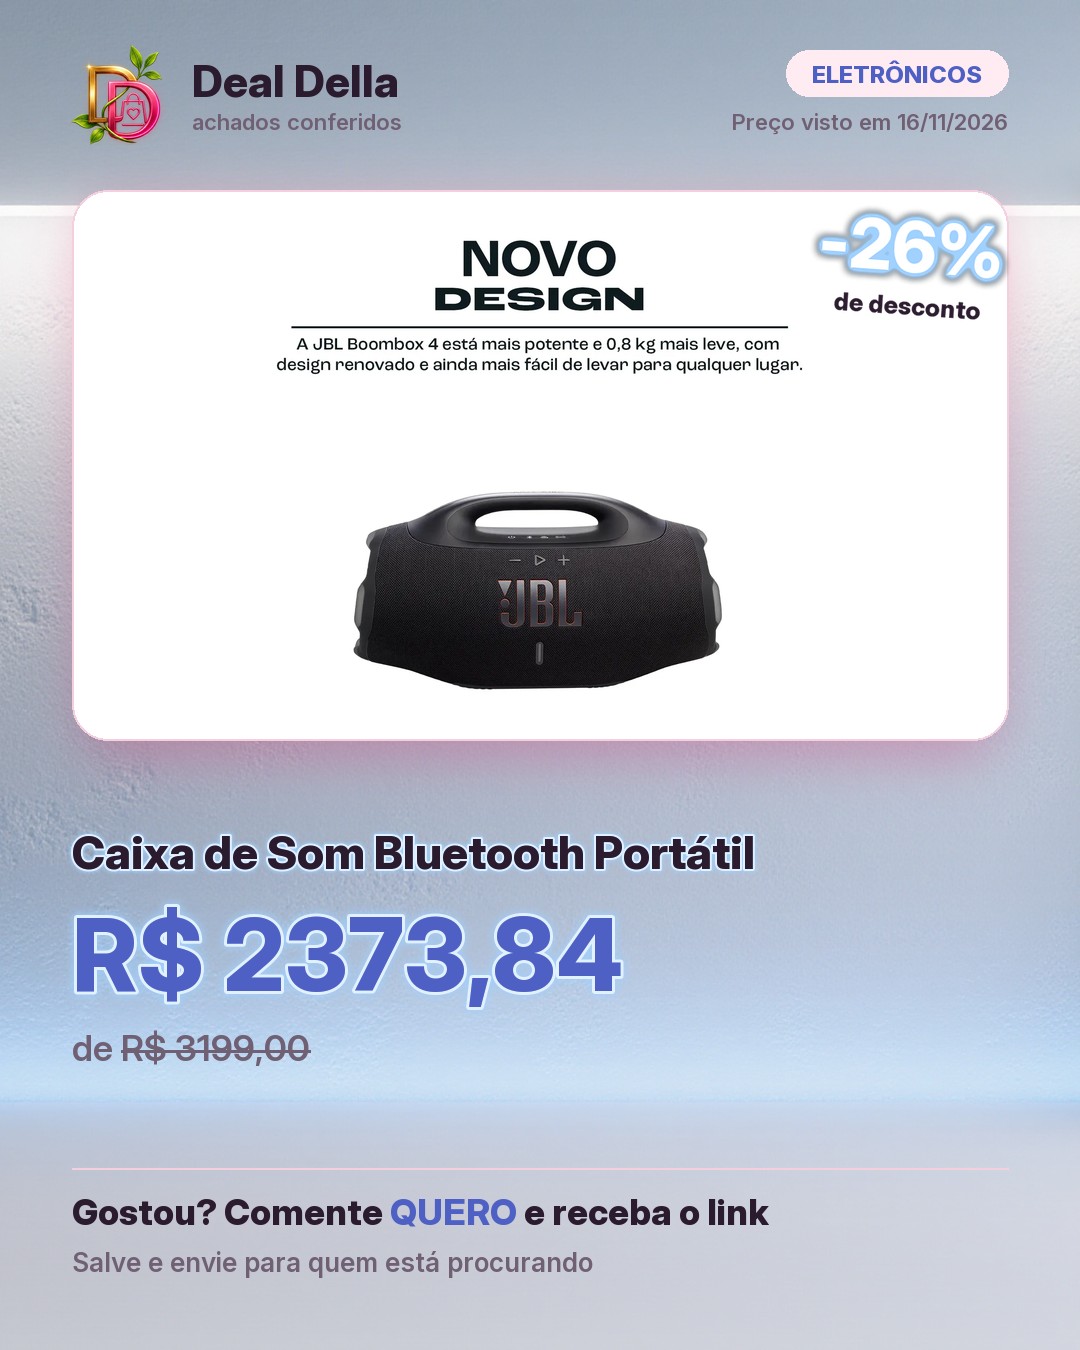 Deal Della
achados conferidos
ELETRÔNICOS
Preço visto em 16/11/2026
-26%
de desconto
NOVO
DESIGN
A JBL Boombox 4 está mais potente e 0,8 kg mais leve, com
design renovado e ainda mais fácil de levar para qualquer lugar.
JBL
Caixa de Som Bluetooth Portátil
R$ 2373,84
de R$ 3199,00
Gostou? Comente QUERO e receba o link
Salve e envie para quem está procurando